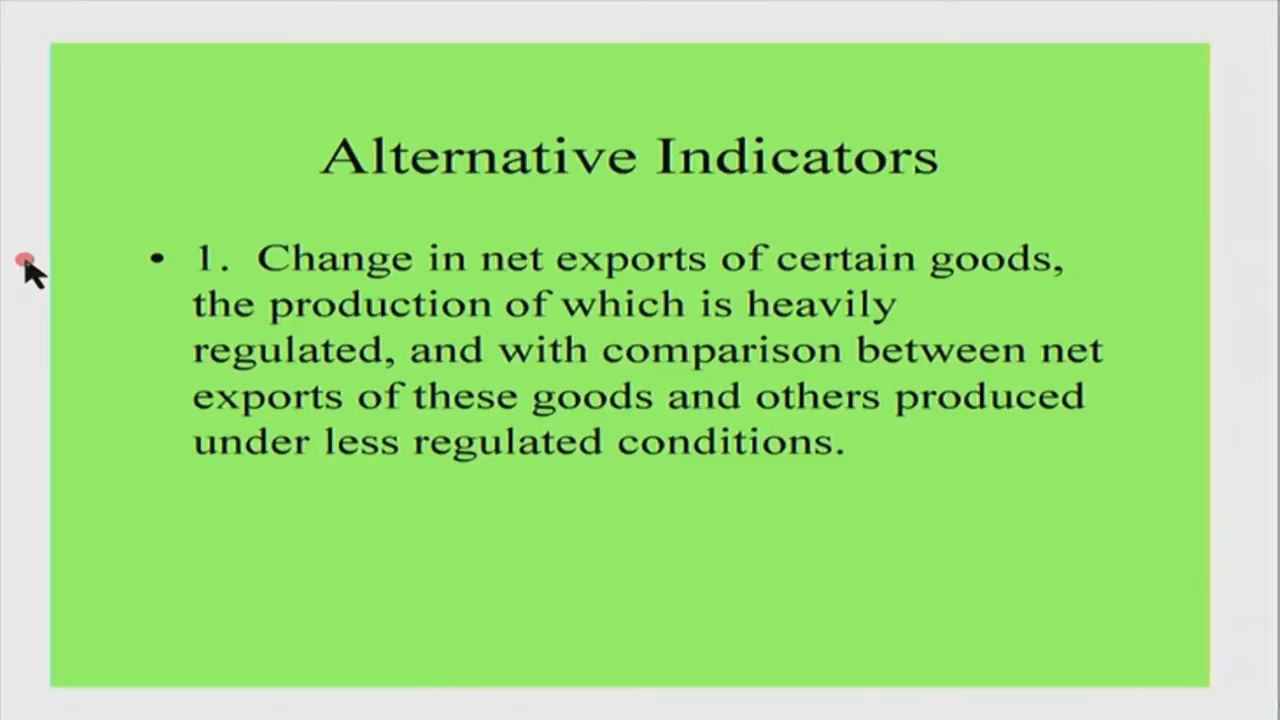 Alternative Indicators
• 1. Change in net exports of certain goods,
the production of which is heavily
regulated, and with comparison between net
exports of these goods and others produced
under less regulated conditions.